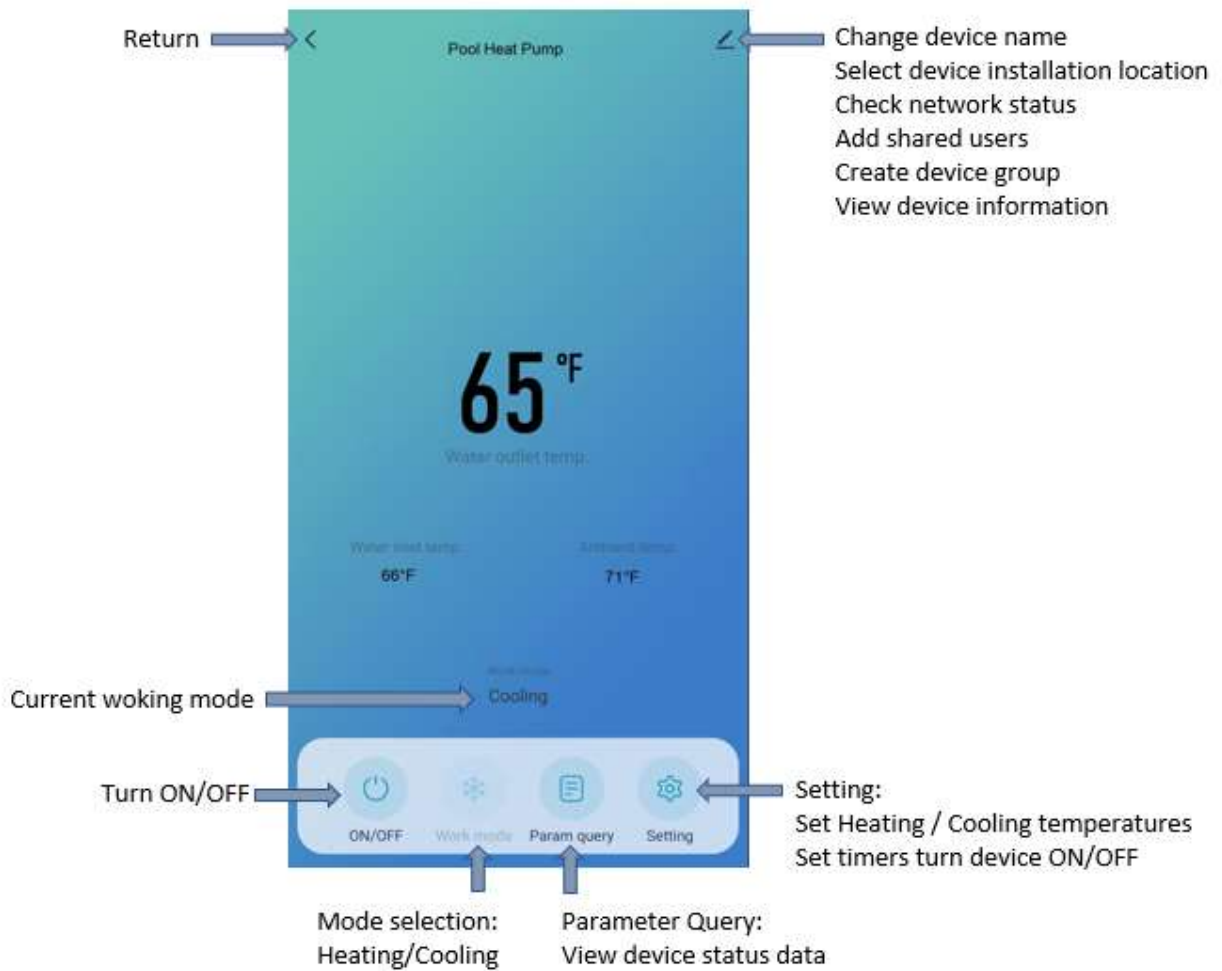 Return
Pool Heat Pump
Change device name
Select device installation location
Check network status
Add shared users
Create device group
View device information
65 °F
Water outlet temp.
Water inlet temp.
Ambient temp.
66°F
71°F
Work mode
Current woking mode
Cooling
Turn ON/OFF
ON/OFF
Work mode
Param query
Setting
Setting:
Set Heating / Cooling temperatures
Set timers turn device ON/OFF
Mode selection:
Heating/Cooling
Parameter Query:
View device status data